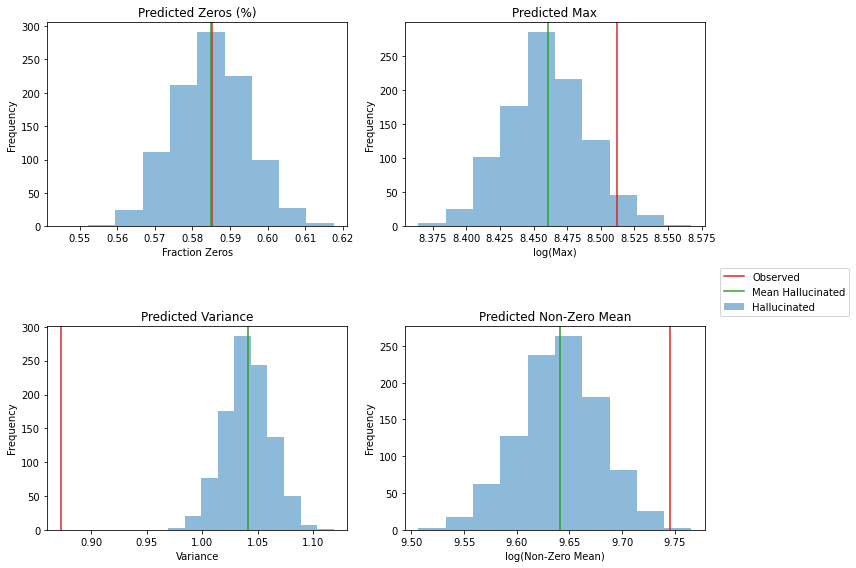 Predicted Zeros (%)
Frequency
300
250
200
150
100
50
0
0.55 0.56 0.57 0.58 0.59 0.60 0.61 0.62
Fraction Zeros
Predicted Max
Frequency
250
200
150
100
50
0
8.375 8.400 8.425 8.450 8.475 8.500 8.525 8.550 8.575
log(Max)
Observed
Mean Hallucinated
Hallucinated
Predicted Variance
Frequency
300
250
200
150
100
50
0
0.90 0.95 1.00 1.05 1.10
Variance
Predicted Non-Zero Mean
Frequency
250
200
150
100
50
0
9.50 9.55 9.60 9.65 9.70 9.75
log(Non-Zero Mean)